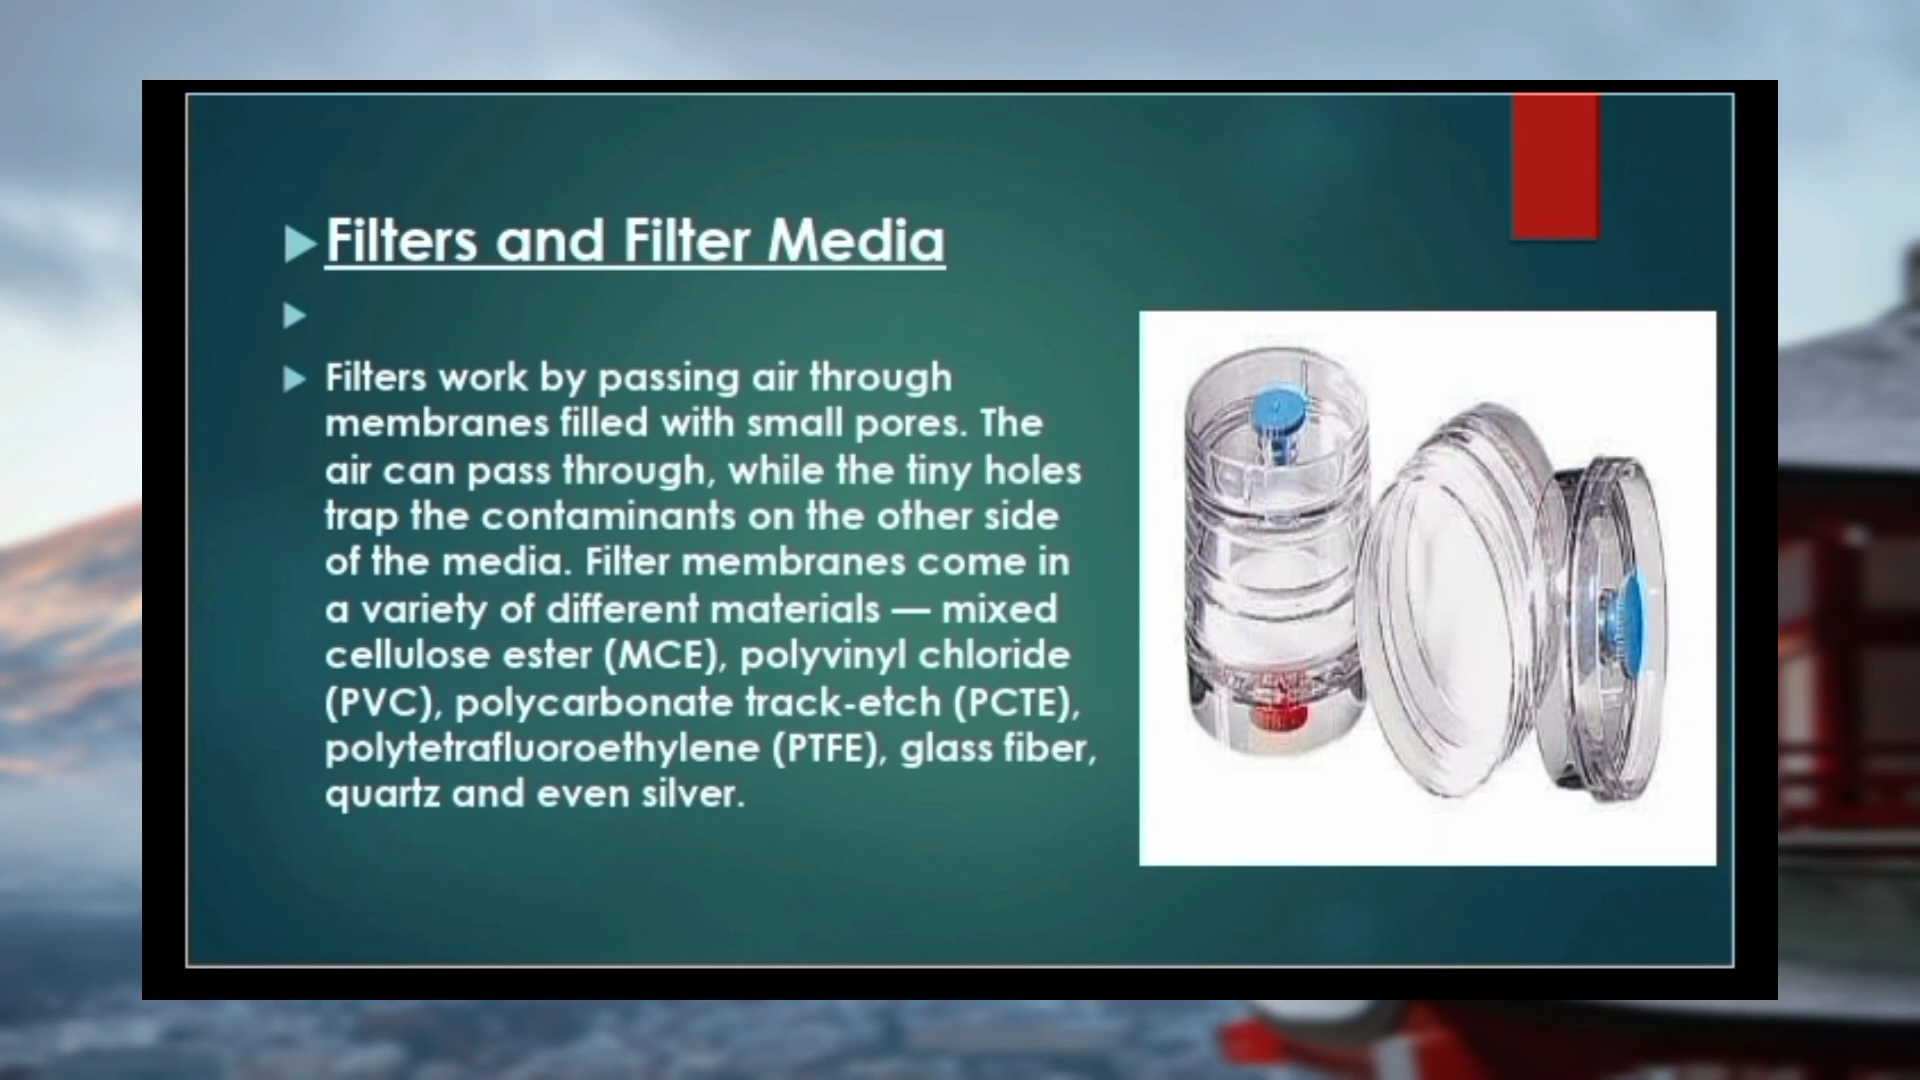 Filters and Filter Media
Filters work by passing air through
membranes filled with small pores. The
air can pass through, while the tiny holes
trap the contaminants on the other side
of the media. Filter membranes come in
a variety of different materials — mixed
cellulose ester (MCE), polyvinyl chloride
(PVC), polycarbonate track-etch (PCTE),
polytetrafluoroethylene (PTFE), glass fiber,
quartz and even silver.